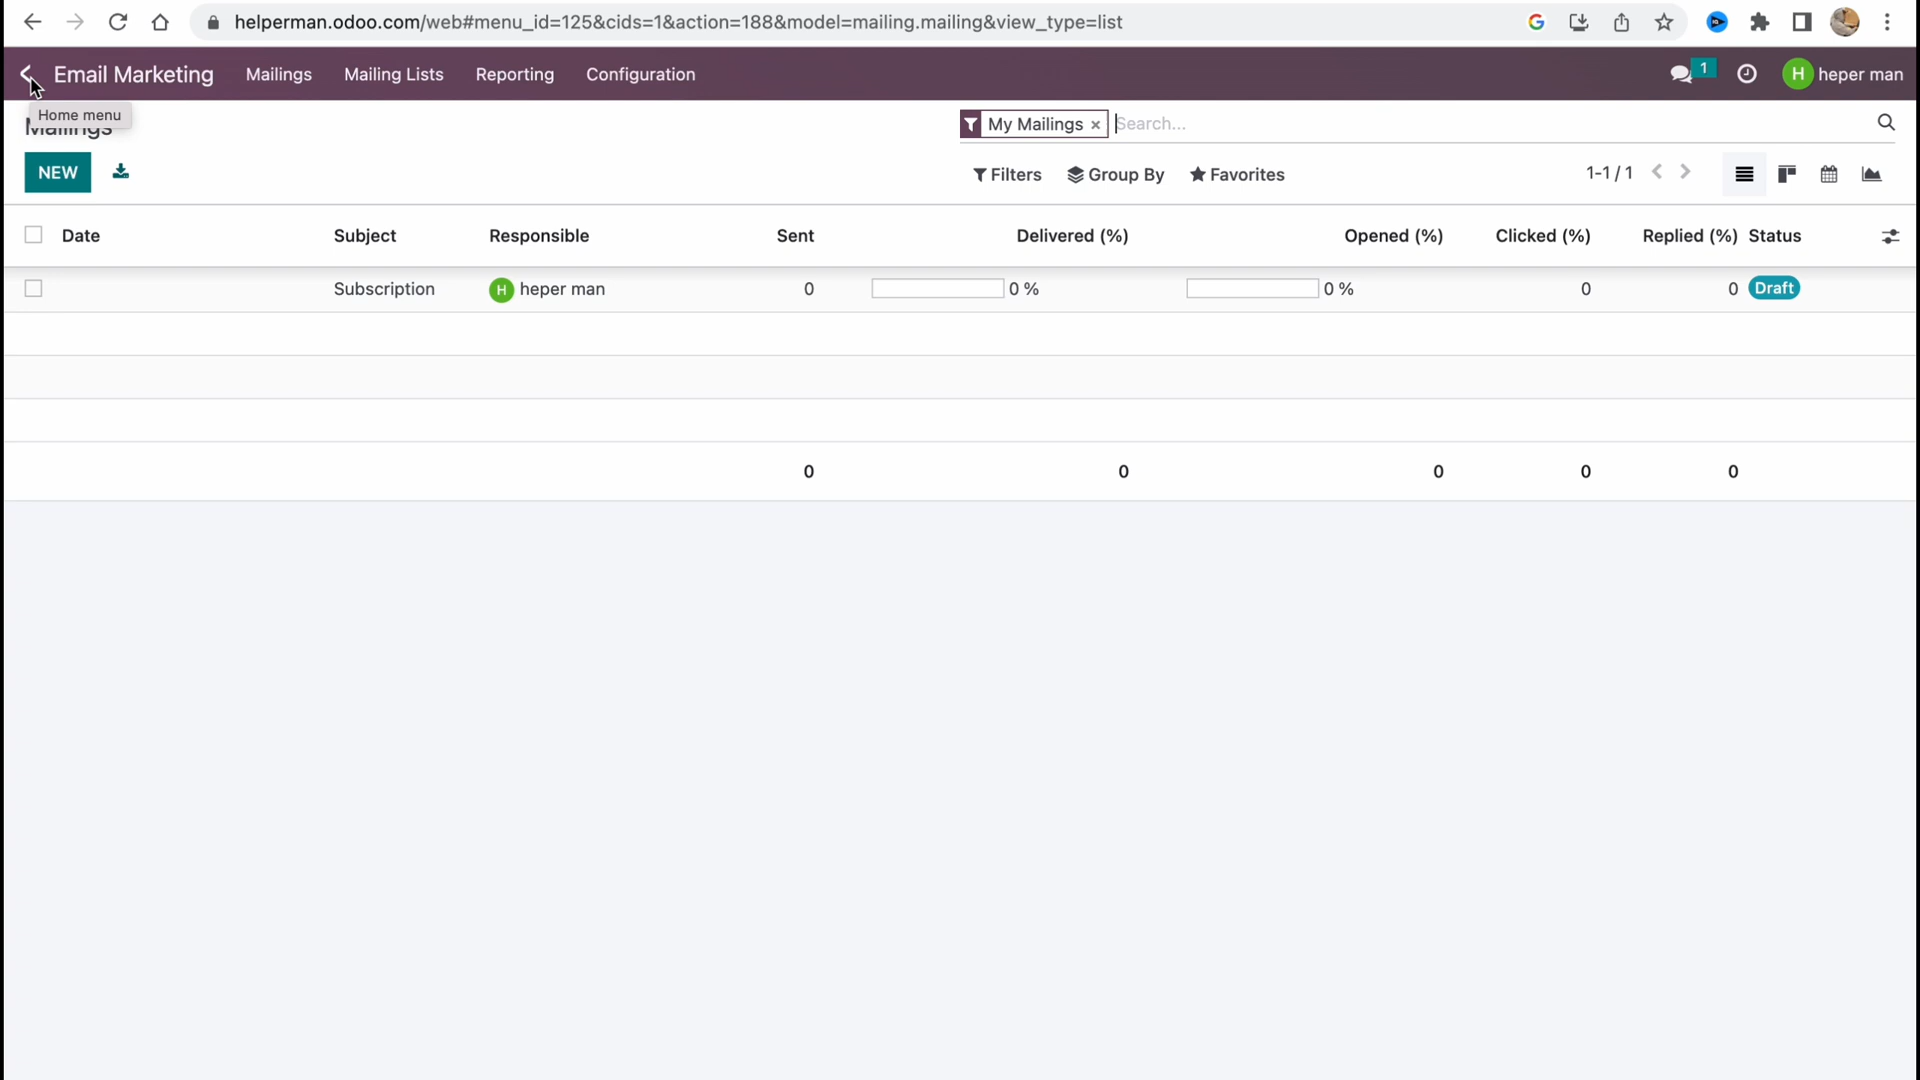 helperman.odoo.com/web#menu_id=125&cids=1&action=188&model=mailing.mailing&view_type=list
Email Marketing Mailings Mailing Lists Reporting Configuration 1 H heper man
Home menu
Mailings
My Mailings × Search...
NEW Filters Group By Favorites 1-1 / 1
Date Subject Responsible Sent Delivered (%) Opened (%) Clicked (%) Replied (%) Status
Subscription H heper man 0 0 % 0 % 0 0 Draft
0 0 0 0 0